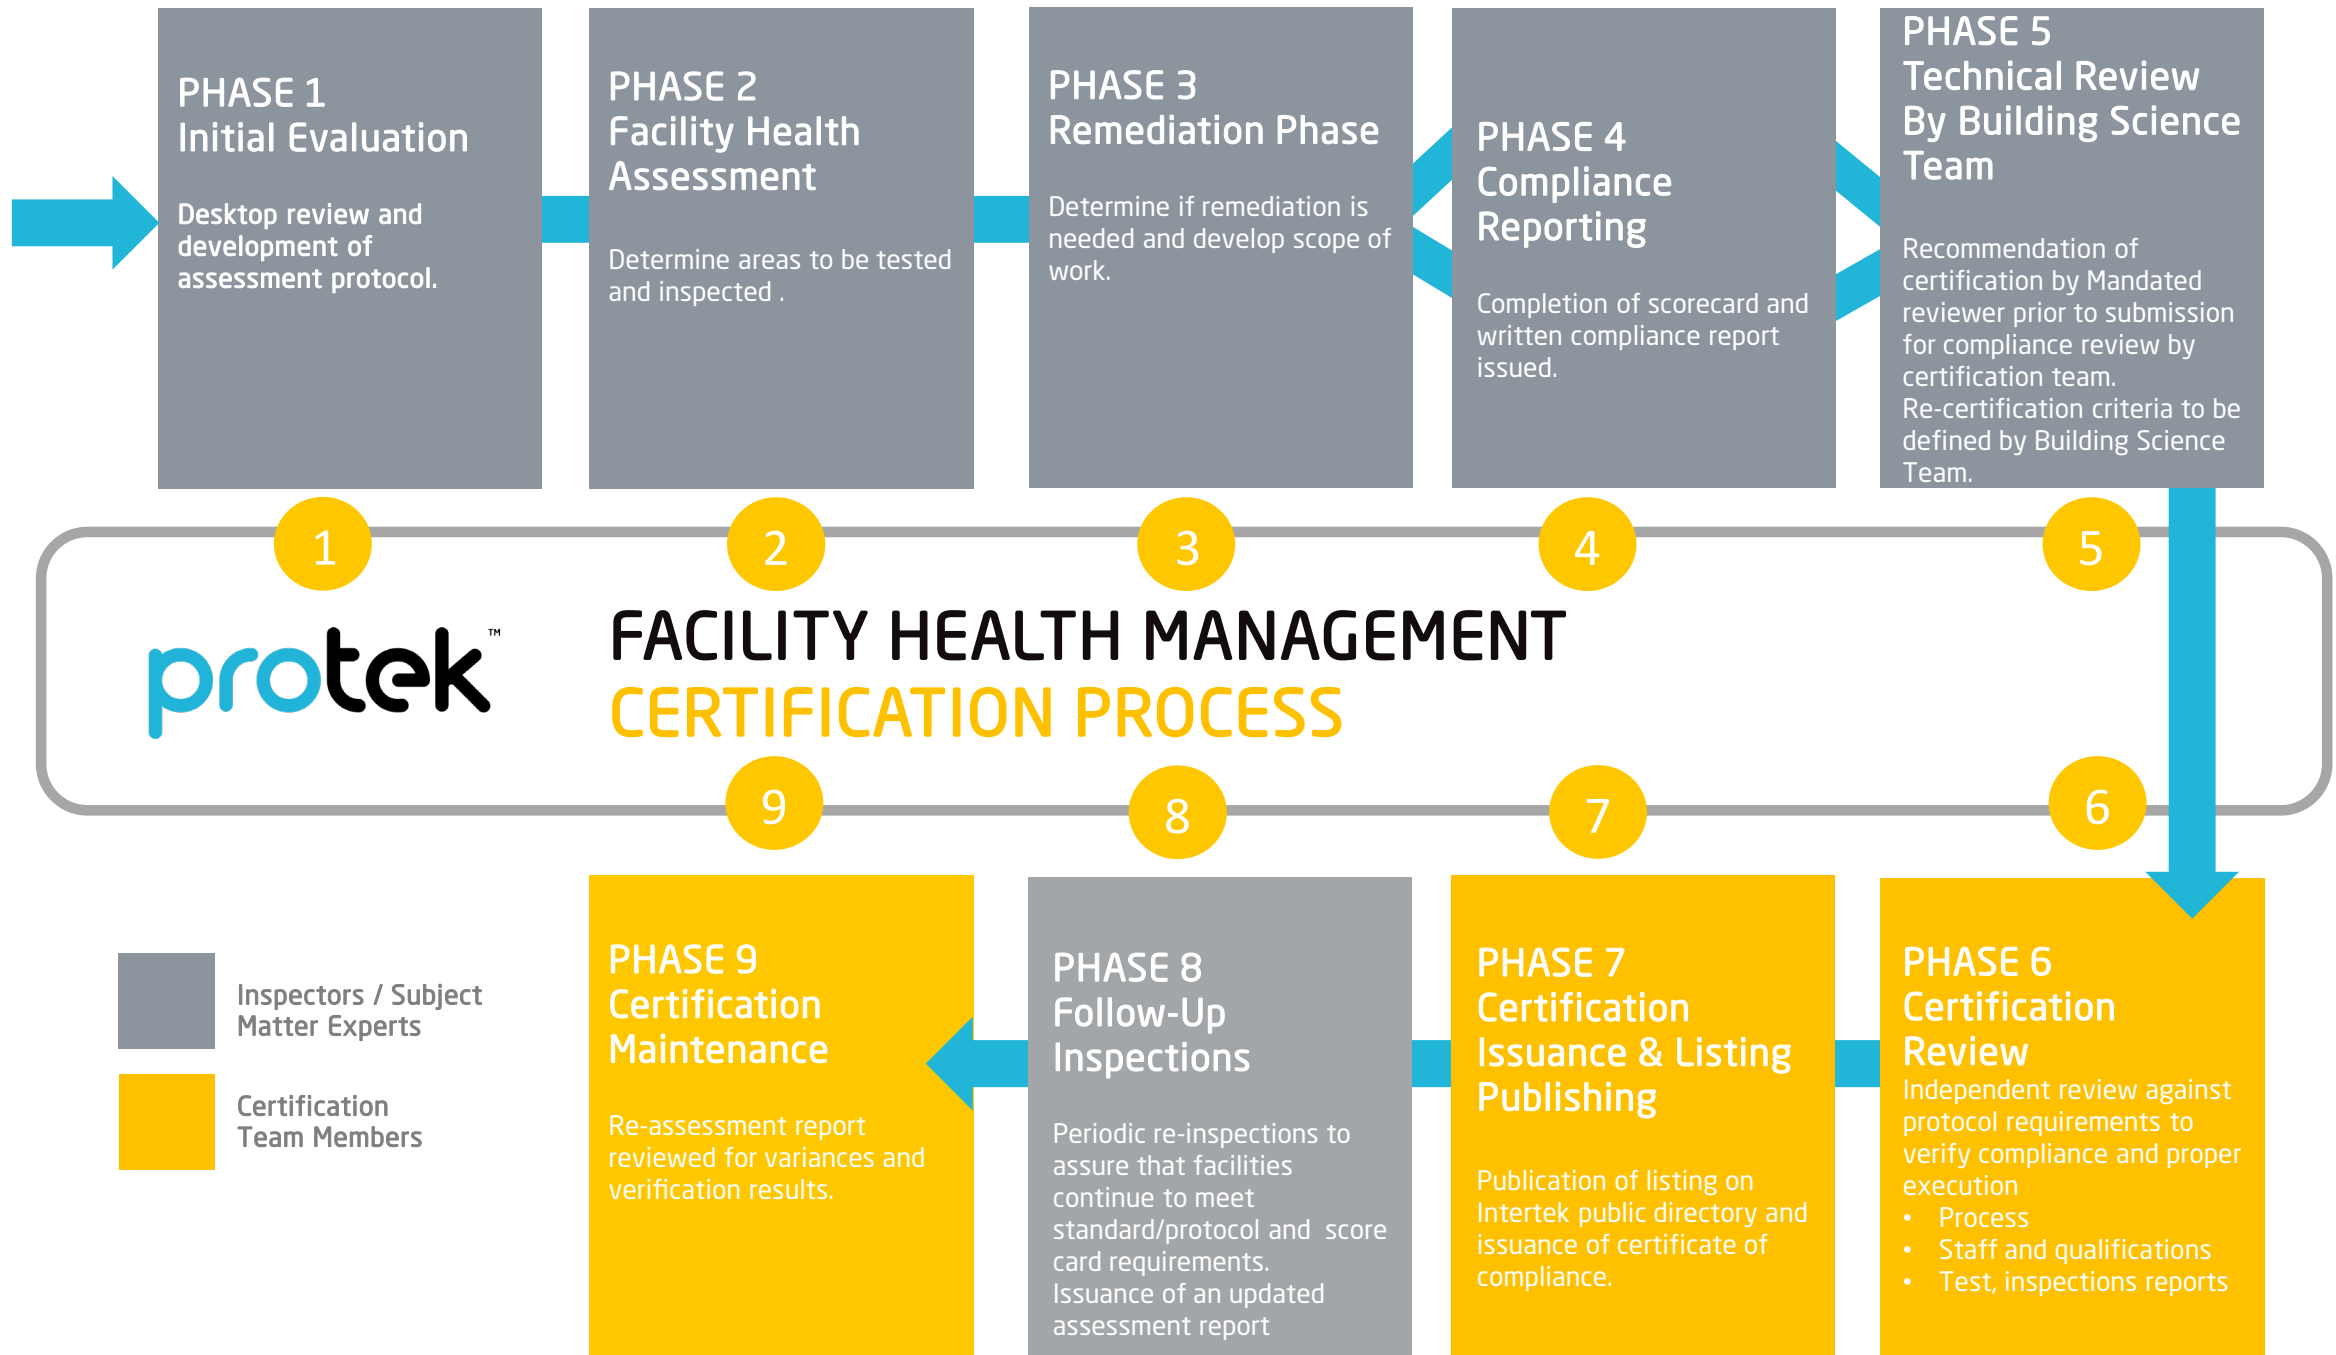 PHASE 1
Initial Evaluation
Desktop review and
development of
assessment protocol.
PHASE 2
Facility Health
Assessment
Determine areas to be tested
and inspected .
PHASE 3
Remediation Phase
Determine if remediation is
needed and develop scope of
work.
PHASE 4
Compliance
Reporting
Completion of scorecard and
written compliance report
issued.
PHASE 5
Technical Review
By Building Science
Team
Recommendation of
certification by Mandated
reviewer prior to submission
for compliance review by
certification team.
Re-certification criteria to be
defined by Building Science
Team.
1
2
3
4
5
protek™
FACILITY HEALTH MANAGEMENT
CERTIFICATION PROCESS
9
8
7
6
Inspectors / Subject
Matter Experts
Certification
Team Members
PHASE 9
Certification
Maintenance
Re-assessment report
reviewed for variances and
verification results.
PHASE 8
Follow-Up
Inspections
Periodic re-inspections to
assure that facilities
continue to meet
standard/protocol and  score
card requirements.
Issuance of an updated
assessment report
PHASE 7
Certification
Issuance & Listing
Publishing
Publication of listing on
Intertek public directory and
issuance of certificate of
compliance.
PHASE 6
Certification
Review
Independent review against
protocol requirements to
verify compliance and proper
execution
• Process
• Staff and qualifications
• Test, inspections reports